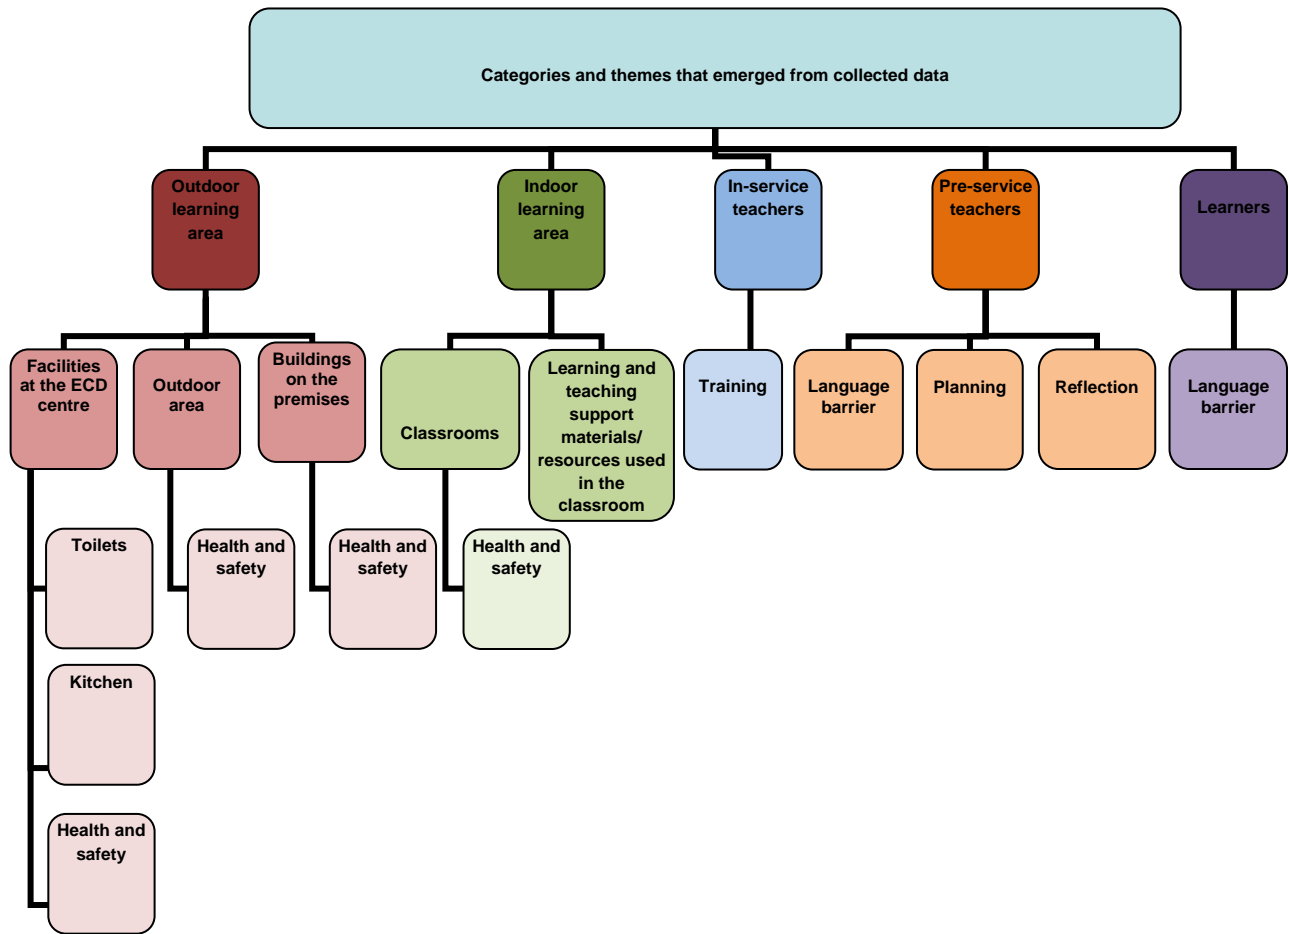 Categories and themes that emerged from collected data
Outdoor
learning
area
Indoor
learning
area
In-service
teachers
Pre-service
teachers
Learners
Facilities
at the ECD
centre
Outdoor
area
Buildings
on the
premises
Classrooms
Learning and
teaching
support
materials/
resources used
in the
classroom
Training
Language
barrier
Planning
Reflection
Language
barrier
Toilets
Health and
safety
Health and
safety
Health and
safety
Kitchen
Health and
safety